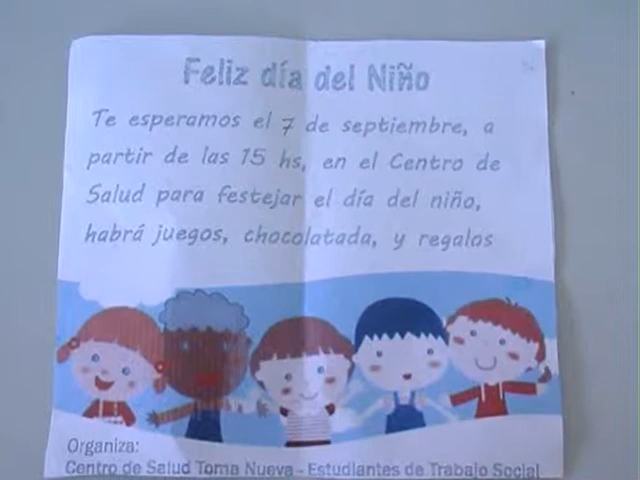 Feliz día del Niño
Te esperamos el 7 de septiembre, a
partir de las 15 hs, en el Centro de
Salud para festejar el día del niño,
habrá juegos, chocolatada, y regalos
Organiza:
Centro de Salud Toma Nueva - Estudiantes de Trabajo Social